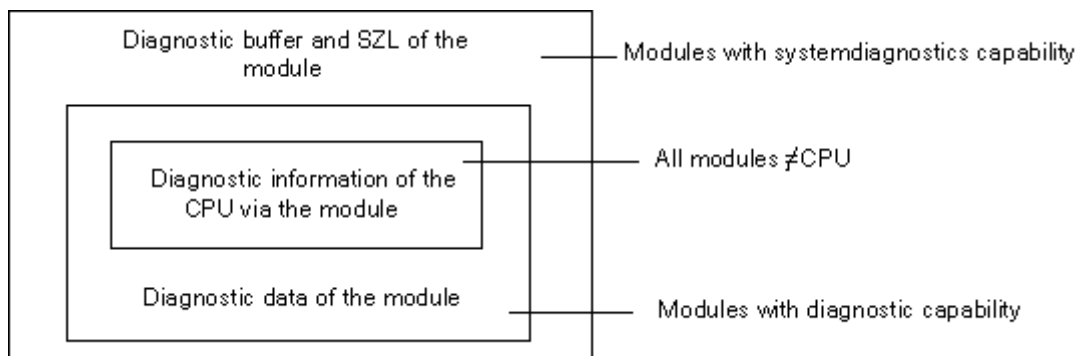 Diagnostic buffer and SZL of the
module
Modules with systemdiagnostics capability
All modules ≠CPU
Diagnostic information of the
CPU via the module
Diagnostic data of the module
Modules with diagnostic capability